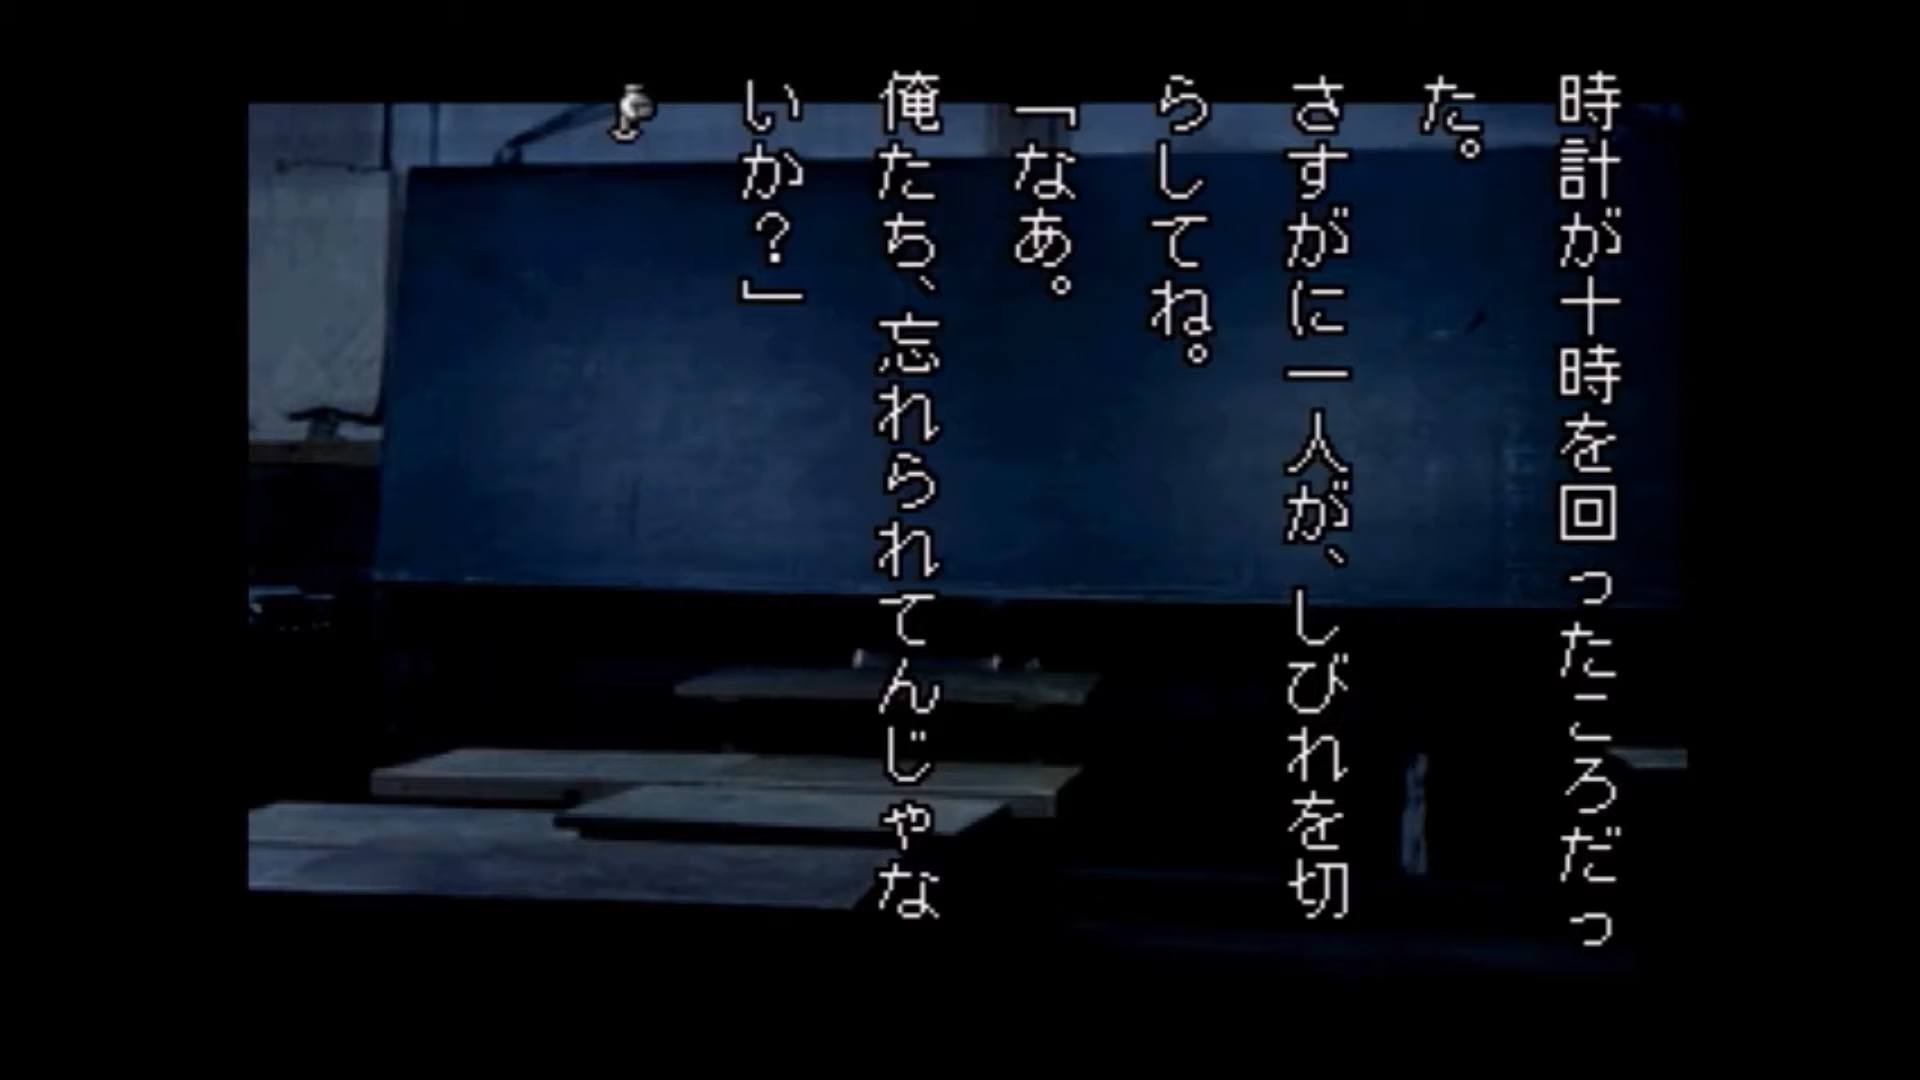 時計が十時を回ったころだっ
た。
さすがに一人が、しびれを切
らしてね。
「なあ。
俺たち、忘れられてんじゃな
いか？」